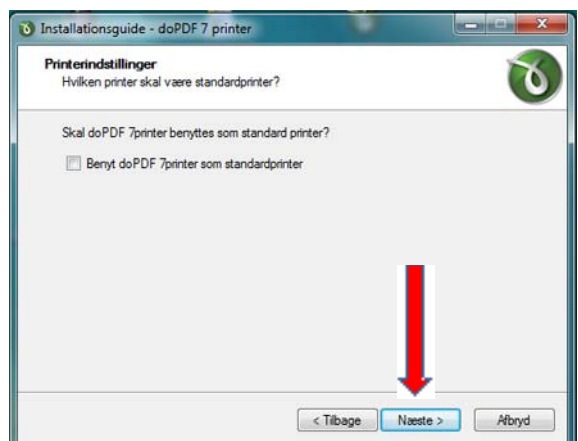 Installationsguide - doPDF 7 printer
Printerindstillinger
Hvilken printer skal være standardprinter?
Skal doPDF 7printer benyttes som standard printer?
Benyt doPDF 7printer som standardprinter
< Tilbage
Næste >
Afbryd